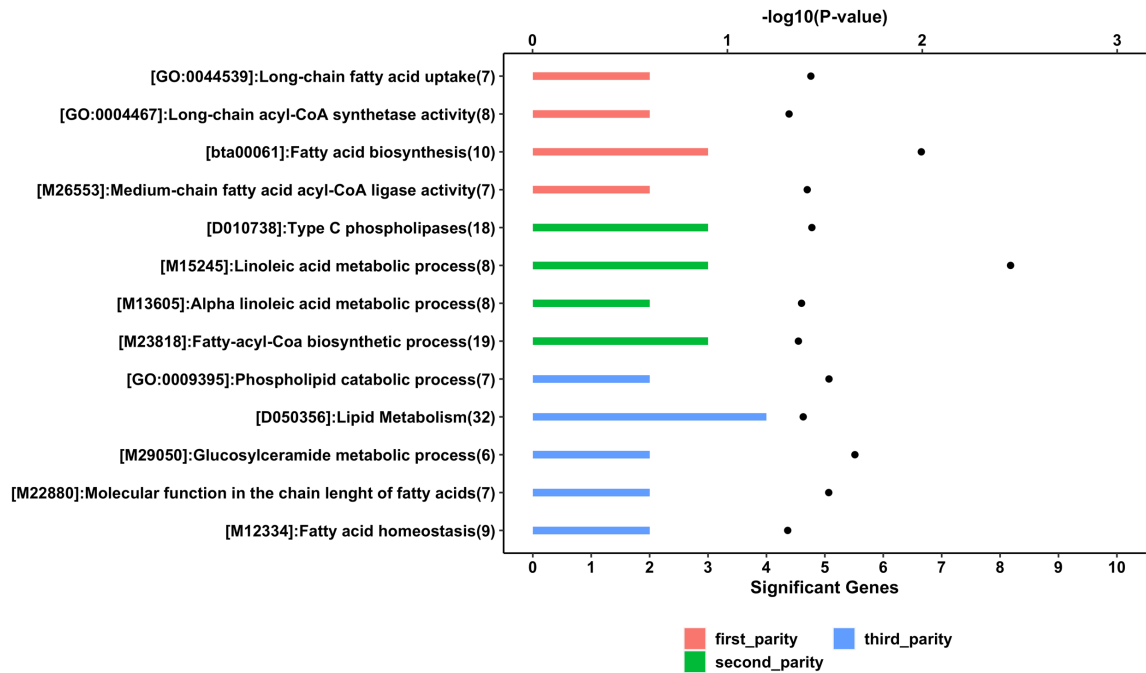 -log10(P-value)
0 1 2 3
[GO:0044539]:Long-chain fatty acid uptake(7)
[GO:0004467]:Long-chain acyl-CoA synthetase activity(8)
[bta00061]:Fatty acid biosynthesis(10)
[M26553]:Medium-chain fatty acid acyl-CoA ligase activity(7)
[D010738]:Type C phospholipases(18)
[M15245]:Linoleic acid metabolic process(8)
[M13605]:Alpha linoleic acid metabolic process(8)
[M23818]:Fatty-acyl-Coa biosynthetic process(19)
[GO:0009395]:Phospholipid catabolic process(7)
[D050356]:Lipid Metabolism(32)
[M29050]:Glucosylceramide metabolic process(6)
[M22880]:Molecular function in the chain lenght of fatty acids(7)
[M12334]:Fatty acid homeostasis(9)
0 1 2 3 4 5 6 7 8 9 10
Significant Genes
first_parity third_parity
second_parity